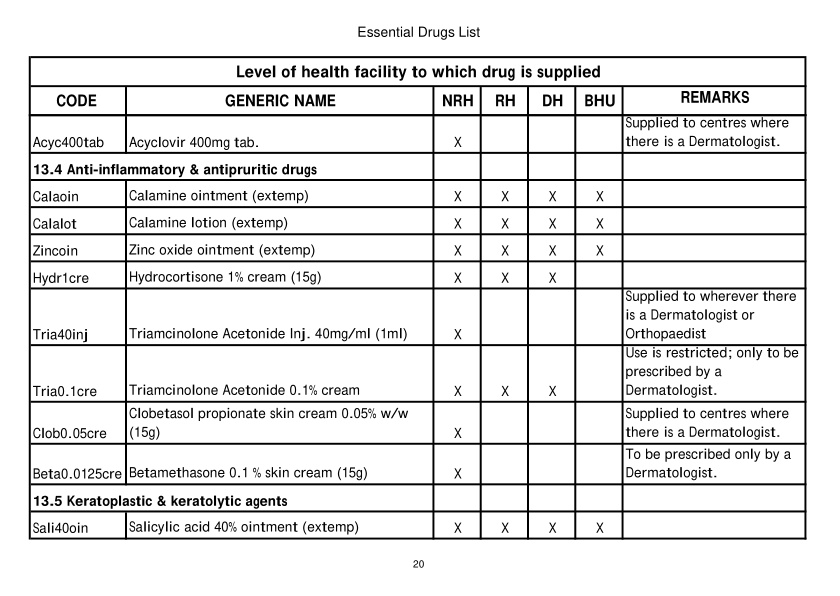 Essential Drugs List
Level of health facility to which drug is supplied
CODE GENERIC NAME NRH RH DH BHU REMARKS
Acyc400tab Acyclovir 400mg tab. X Supplied to centres where
there is a Dermatologist.
13.4 Anti-inflammatory & antipruritic drugs
Calaoin Calamine ointment (extemp) X X X X
Calalot Calamine lotion (extemp) X X X X
Zincoin Zinc oxide ointment (extemp) X X X X
Hydr1cre Hydrocortisone 1% cream (15g) X X X
Tria40inj Triamcinolone Acetonide Inj. 40mg/ml (1ml) X Supplied to wherever there
is a Dermatologist or
Orthopaedist
Tria0.1cre Triamcinolone Acetonide 0.1% cream X X X Use is restricted; only to be
prescribed by a
Dermatologist.
Clob0.05cre Clobetasol propionate skin cream 0.05% w/w
(15g) X Supplied to centres where
there is a Dermatologist.
Beta0.0125cre Betamethasone 0.1 % skin cream (15g) X To be prescribed only by a
Dermatologist.
13.5 Keratoplastic & keratolytic agents
Sali40oin Salicylic acid 40% ointment (extemp) X X X X
20